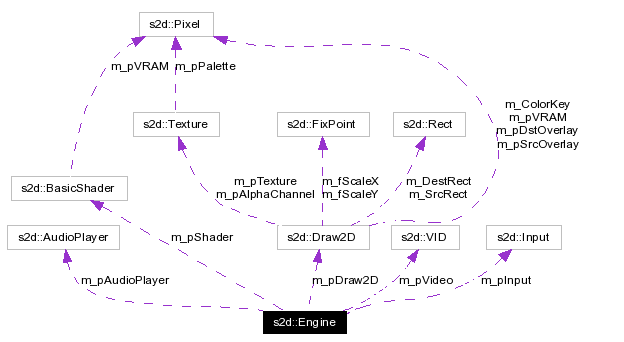 s2d::Pixel
m_pVRAM
m_pPalette
m_ColorKey
m_pVRAM
m_pDstOverlay
m_pSrcOverlay
s2d::Texture
s2d::FixPoint
s2d::Rect
m_pTexture
m_pAlphaChannel
m_fScaleX
m_fScaleY
m_DestRect
m_SrcRect
s2d::BasicShader
s2d::AudioPlayer
m_pShader
s2d::Draw2D
s2d::VID
s2d::Input
m_pAudioPlayer
m_pDraw2D
m_pVideo
m_pInput
s2d::Engine